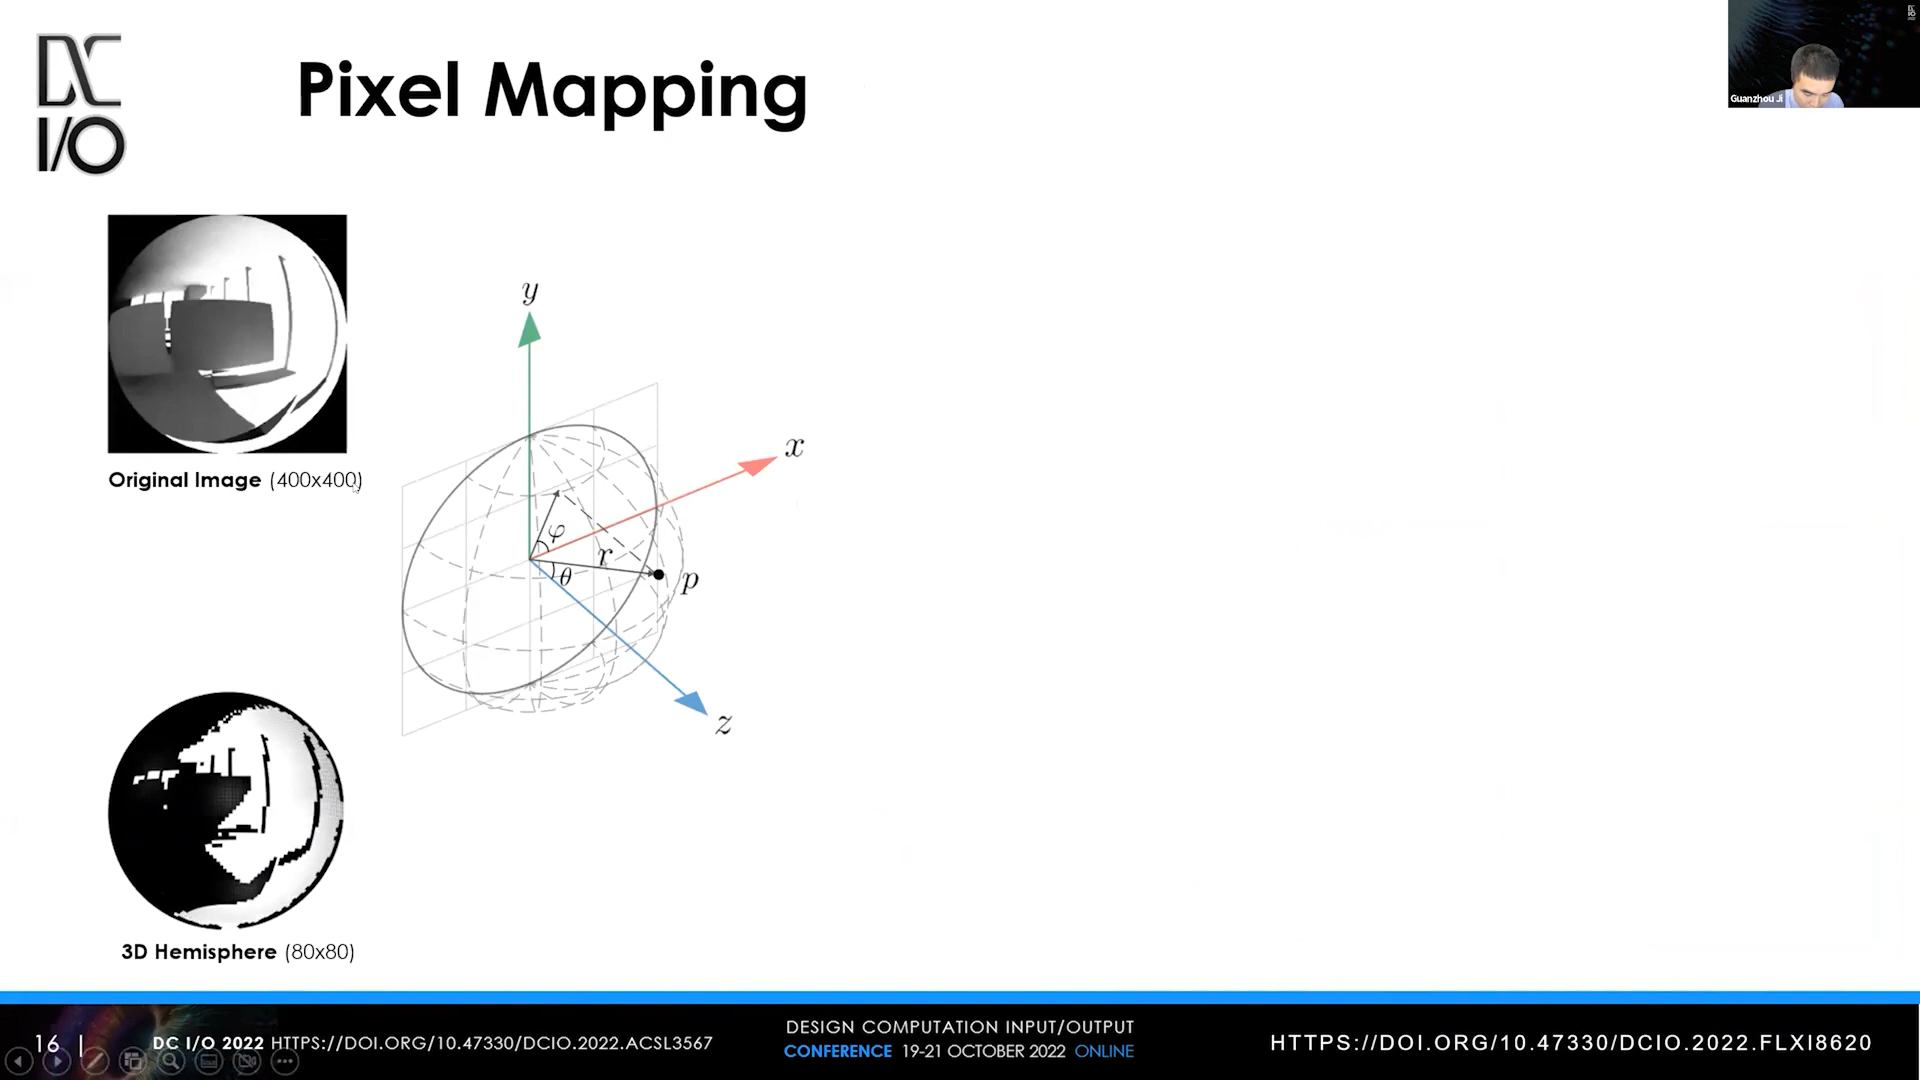 DC
I/O
Pixel Mapping
Guanzhou Ji
Original Image (400x400)
y
x
φ
r
θ
p
z
3D Hemisphere (80x80)
16 |
DC I/O 2022 HTTPS://DOI.ORG/10.47330/DCIO.2022.ACSL3567
DESIGN COMPUTATION INPUT/OUTPUT
CONFERENCE 19-21 OCTOBER 2022 ONLINE
HTTPS://DOI.ORG/10.47330/DCIO.2022.FLXI8620